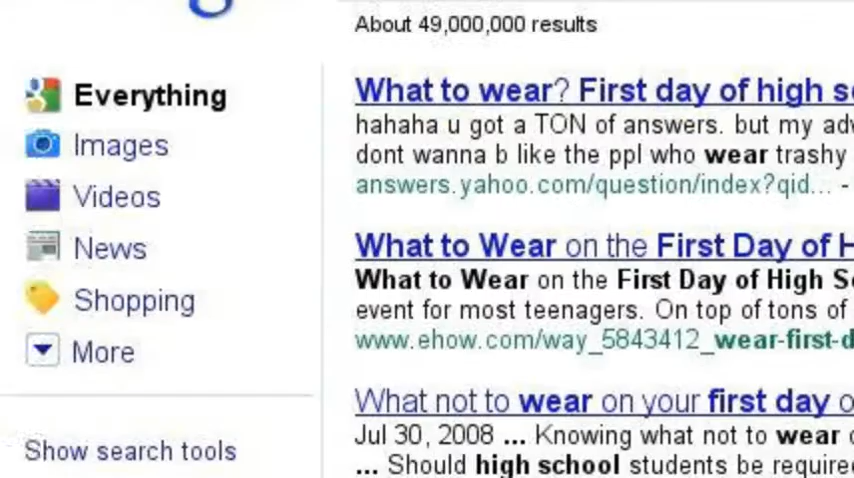 About 49,000,000 results
Everything
Images
Videos
News
Shopping
More
Show search tools
What to wear? First day of high
hahaha u got a TON of answers. but my
dont wanna b like the ppl who wear trashy
answers.yahoo.com/question/index?qid... -
What to Wear on the First Day of
What to Wear on the First Day of High
event for most teenagers. On top of tons of
www.ehow.com/way_5843412_wear-first-
What not to wear on your first day
Jul 30, 2008 ... Knowing what not to wear
... Should high school students be